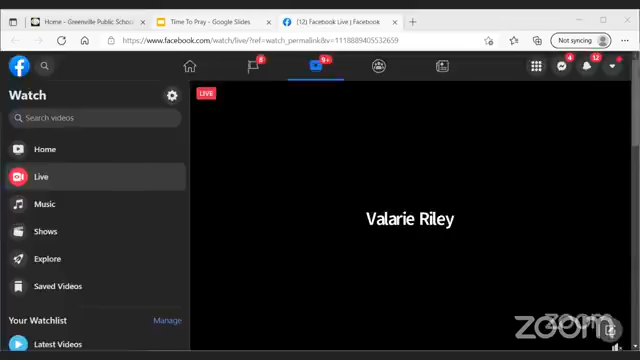 Home – Greenville Public School
Time To Pray – Google Slides
(12) Facebook Live | Facebook
https://www.facebook.com/watch/live/?ref=watch_permalink&v=1118889405532659
Not syncing
8
9+
4
12
Watch
LIVE
Search videos
Home
Live
Music
Shows
Valarie Riley
Explore
Saved Videos
Your Watchlist
Manage
Latest Videos
zoom
zoom